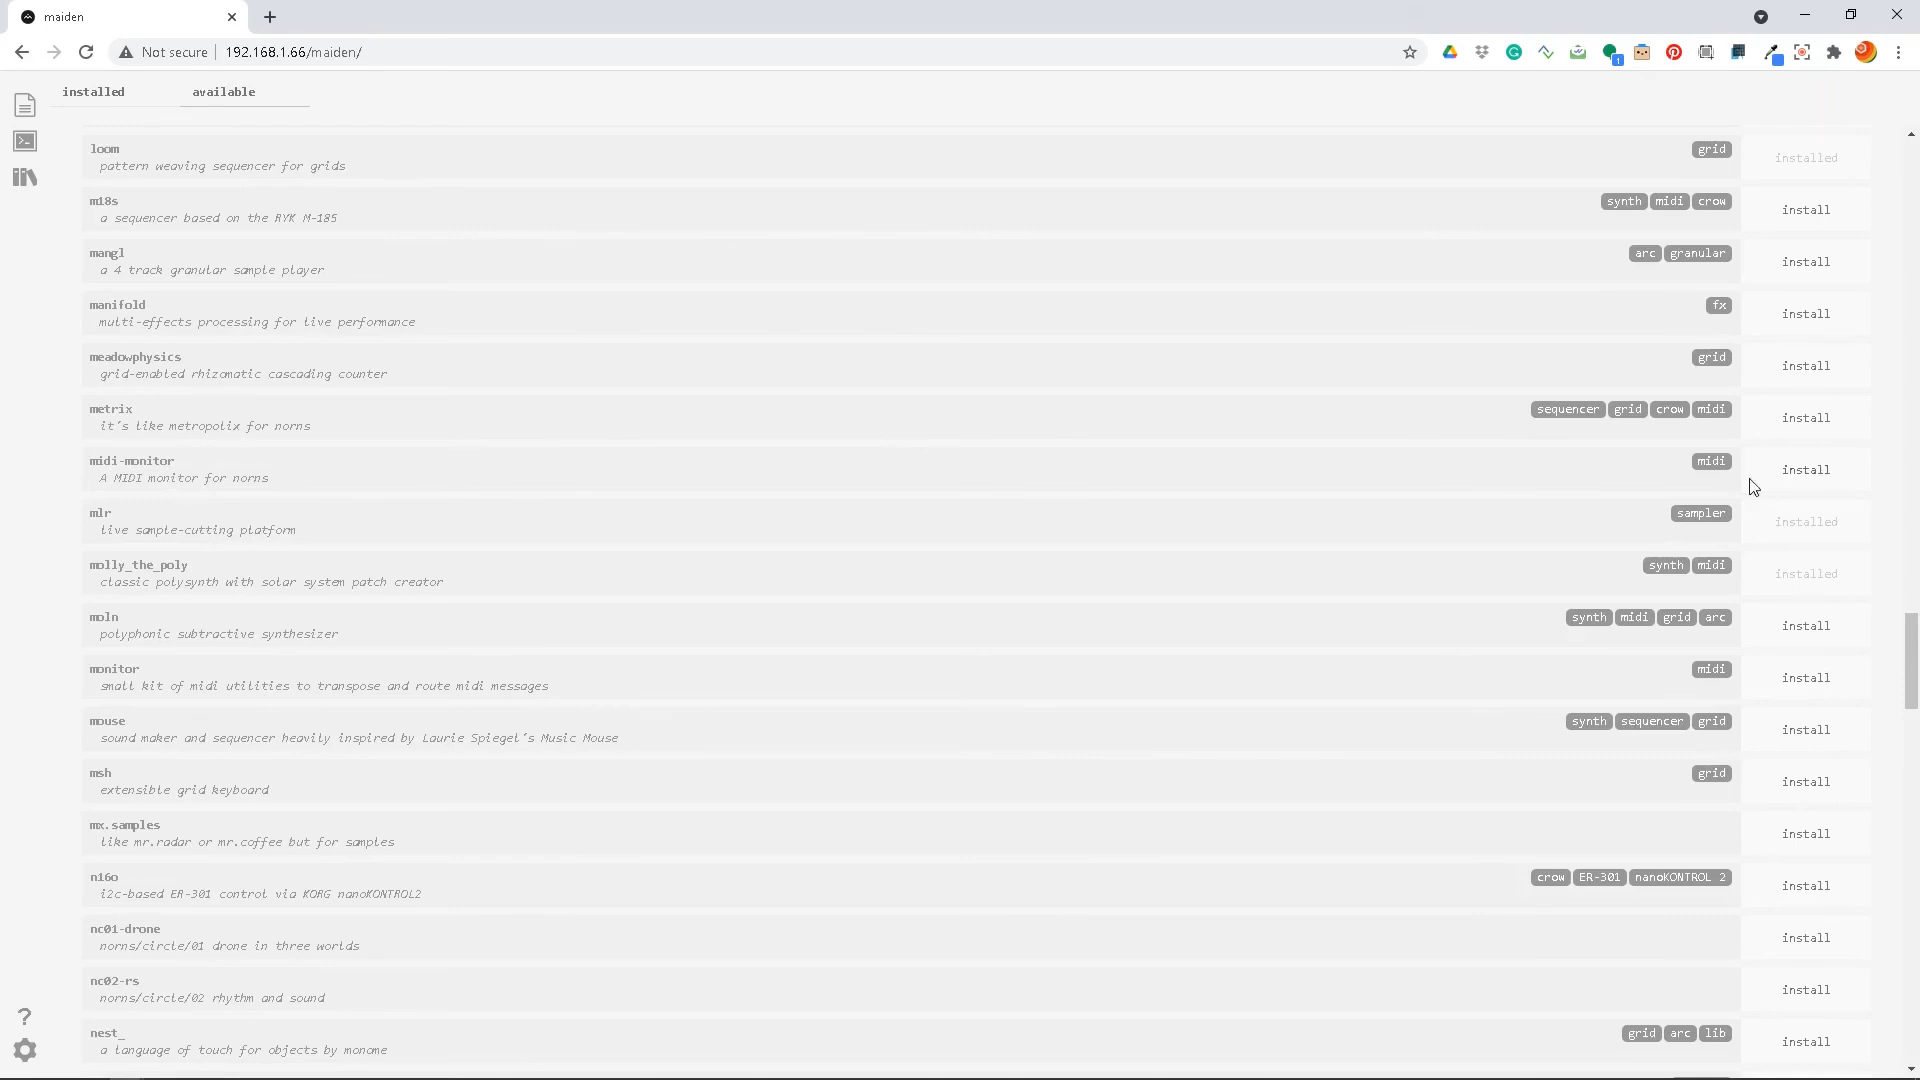 maiden
Not secure
192.168.1.66/maiden/
1
installed
available
loom
grid
installed
pattern weaving sequencer for grids
m18s
synth midi crow
install
a sequencer based on the RYK M-185
mangl
arc granular
install
a 4 track granular sample player
manifold
fx
install
multi-effects processing for live performance
meadowphysics
grid
install
grid-enabled rhizomatic cascading counter
metrix
sequencer grid crow midi
install
it's like metropolix for norns
midi-monitor
midi
install
A MIDI monitor for norns
mlr
sampler
installed
live sample-cutting platform
molly_the_poly
synth midi
installed
classic polysynth with solar system patch creator
moln
synth midi grid arc
install
polyphonic subtractive synthesizer
monitor
midi
install
small kit of midi utilities to transpose and route midi messages
mouse
synth sequencer grid
install
sound maker and sequencer heavily inspired by Laurie Spiegel's Music Mouse
msh
grid
install
extensible grid keyboard
mx.samples
install
like mr.radar or mr.coffee but for samples
n16o
crow ER-301 nanoKONTROL 2
install
i2c-based ER-301 control via KORG nanoKONTROL2
nc01-drone
install
norns/circle/01 drone in three worlds
nc02-rs
install
norns/circle/02 rhythm and sound
nest_
grid arc lib
install
a language of touch for objects by monome
?